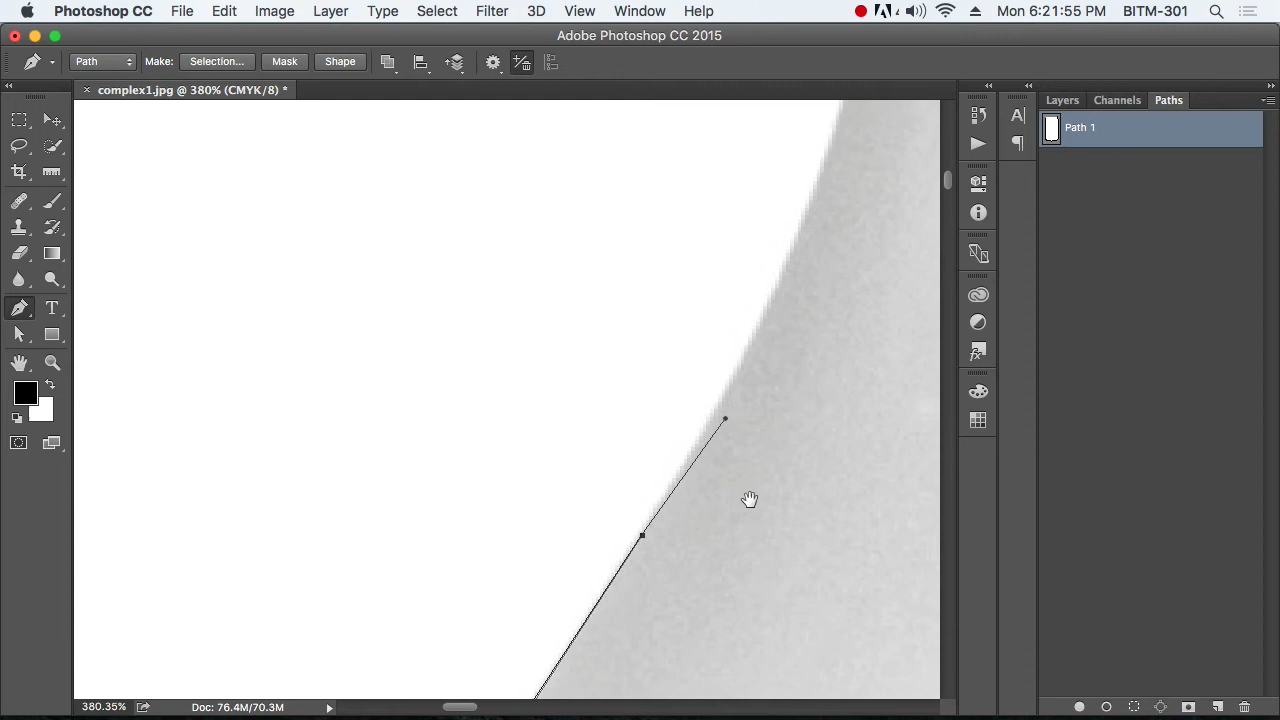 Photoshop CC File Edit Image Layer Type Select Filter 3D View Window Help Mon 6:21:55 PM BITM-301
Adobe Photoshop CC 2015
Path Make: Selection... Mask Shape
× complex1.jpg @ 380% (CMYK/8) *
Layers Channels Paths
Path 1
380.35% Doc: 76.4M/70.3M